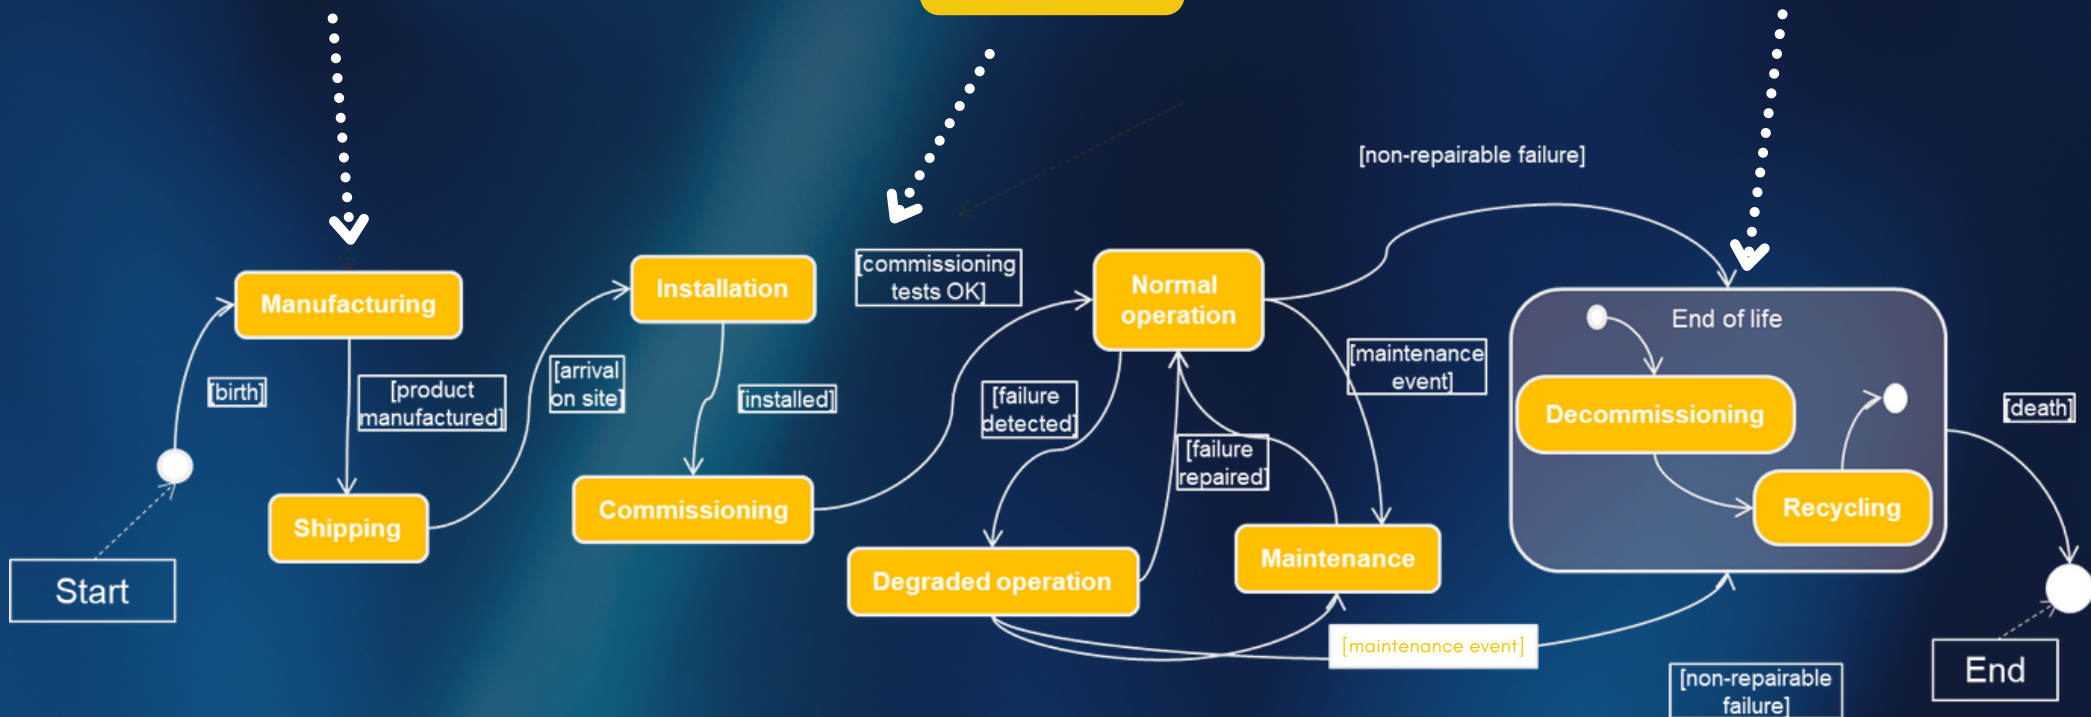 [non-repairable failure]
[commissioning
tests OK]
Manufacturing
Installation
Normal
operation
End of life
[birth]
[product
manufactured]
[arrival
on site]
[installed]
[failure
detected]
[failure
repaired]
[maintenance
event]
Decommissioning
[death]
Shipping
Commissioning
Degraded operation
Maintenance
Recycling
Start
[maintenance event]
[non-repairable
failure]
End